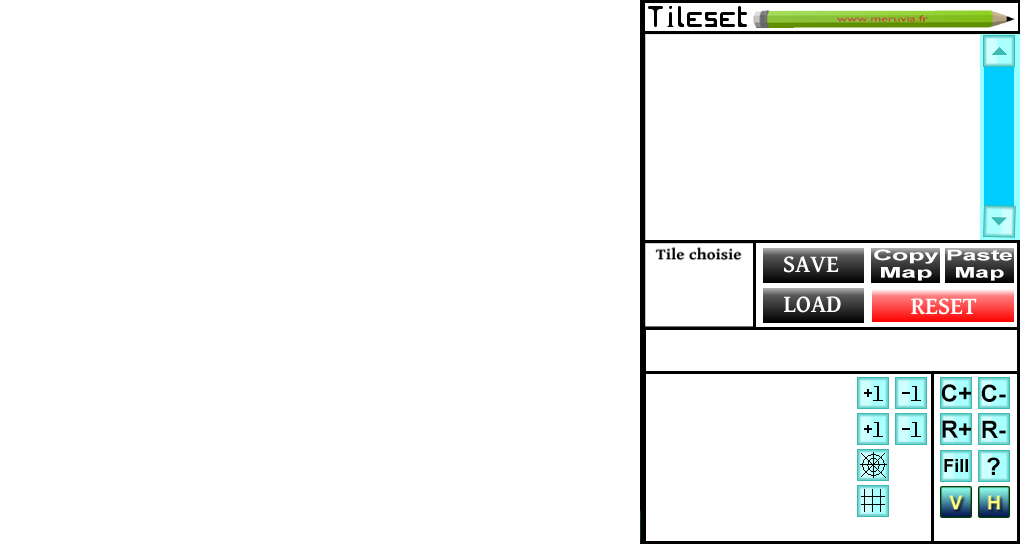 Tileset www.meruvia.fr
Tile choisie
SAVE
Copy Map
Paste Map
LOAD
RESET
+1 -1 C+ C-
+1 -1 R+ R-
Fill ?
V H